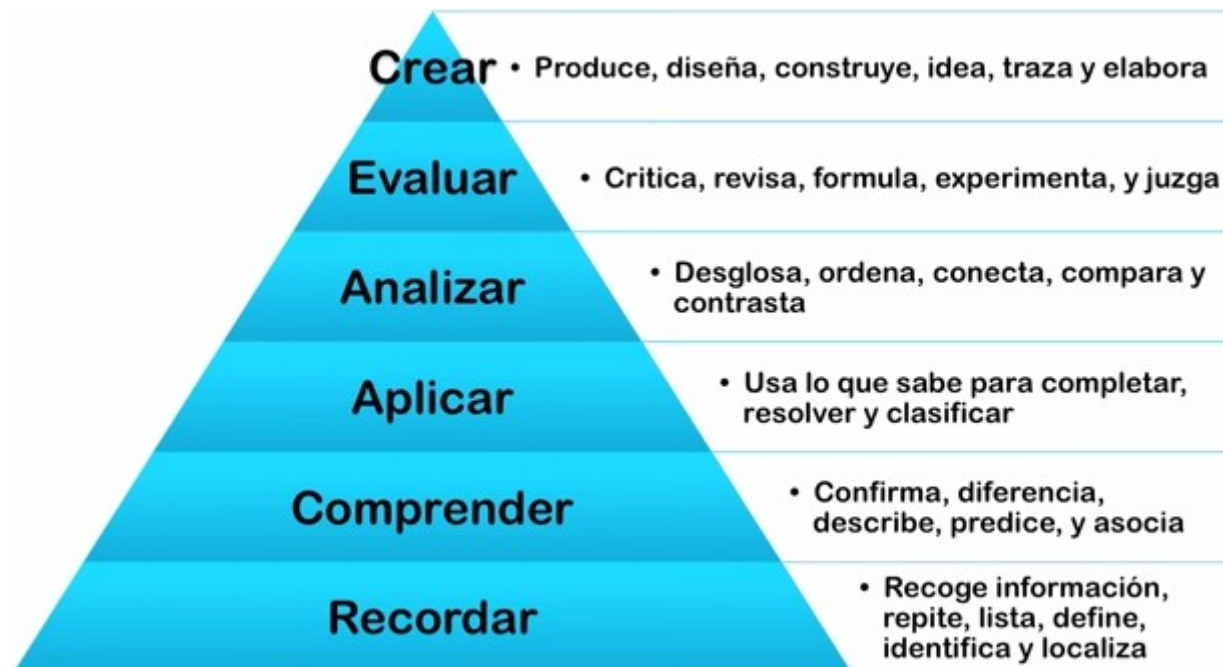 Crear
• Produce, diseña, construye, idea, traza y elabora
Evaluar
• Critica, revisa, formula, experimenta, y juzga
Analizar
• Desglosa, ordena, conecta, compara y
contrasta
Aplicar
• Usa lo que sabe para completar,
resolver y clasificar
Comprender
• Confirma, diferencia,
describe, predice, y asocia
Recordar
• Recoge información,
repite, lista, define,
identifica y localiza